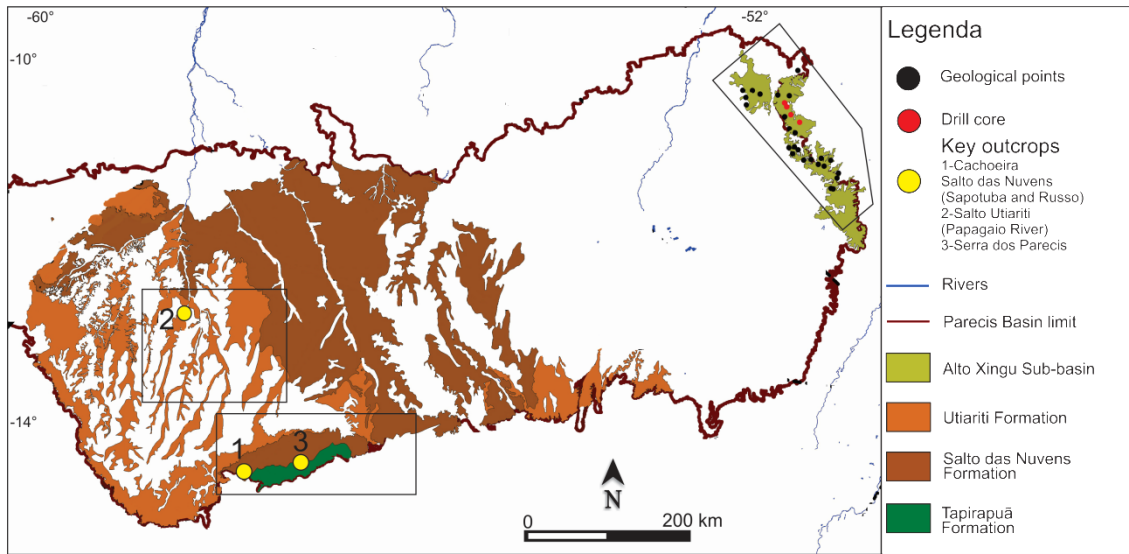 -60°
-52°
-10°
-14°
2
1
3
N
0
200 km
Legenda
Geological points
Drill core
Key outcrops
1-Cachoeira
Salto das Nuvens
(Sapotuba and Russo)
2-Salto Utiariti
(Papagaio River)
3-Serra dos Parecis
Rivers
Parecis Basin limit
Alto Xingu Sub-basin
Utiariti Formation
Salto das Nuvens
Formation
Tapirapuã
Formation